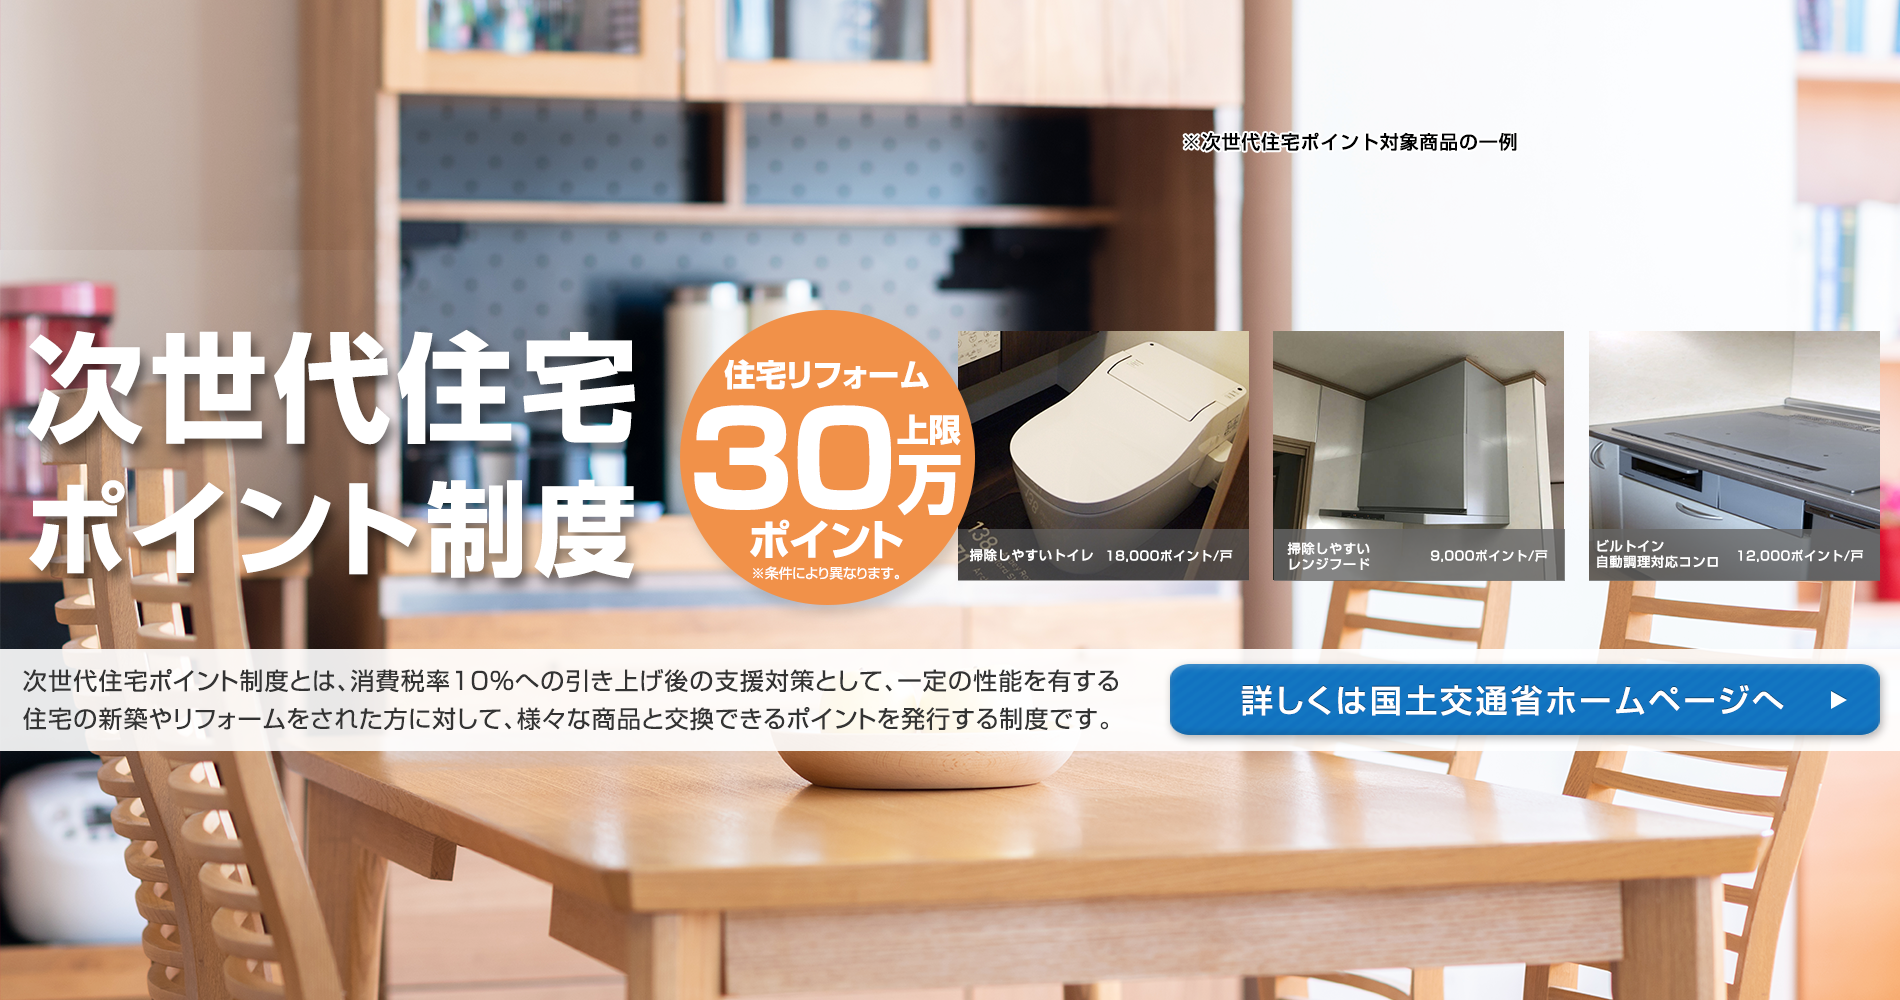 ※次世代住宅ポイント対象商品の一例
次世代住宅
ポイント制度
住宅リフォーム
30万
上限
ポイント
※条件により異なります。
掃除しやすいトイレ 18,000ポイント/戸
掃除しやすい
レンジフード
9,000ポイント/戸
ビルトイン
自動調理対応コンロ
12,000ポイント/戸
次世代住宅ポイント制度とは、消費税率10%への引き上げ後の支援対策として、一定の性能を有する
住宅の新築やリフォームをされた方に対して、様々な商品と交換できるポイントを発行する制度です。
詳しくは国土交通省ホームページへ